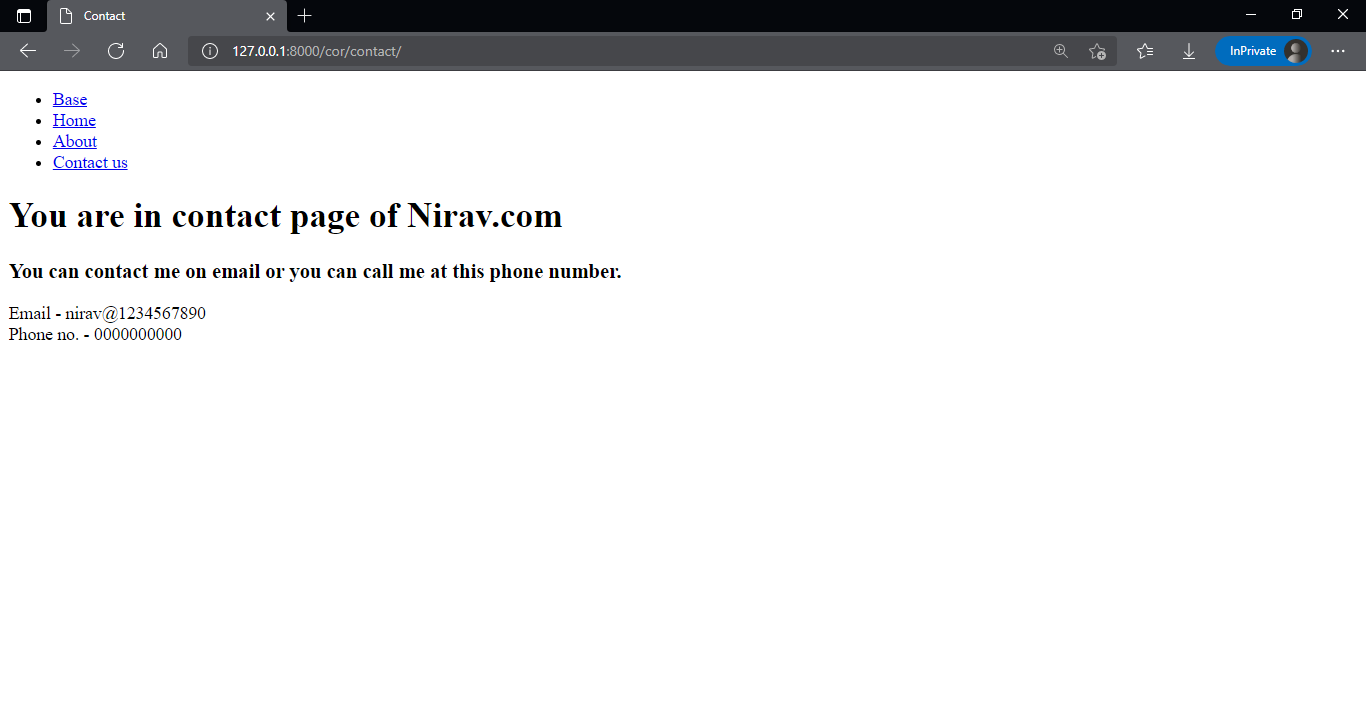 Contact
127.0.0.1:8000/cor/contact/
InPrivate
Base
Home
About
Contact us
You are in contact page of Nirav.com
You can contact me on email or you can call me at this phone number.
Email - nirav@1234567890
Phone no. - 0000000000